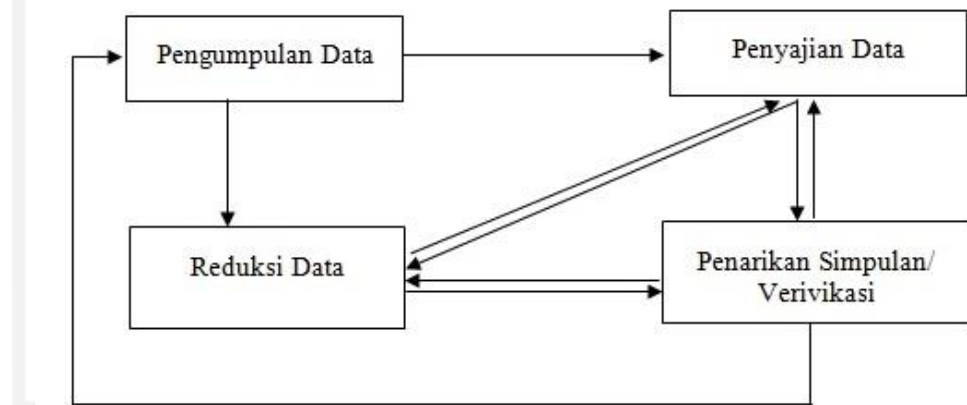 Pengumpulan Data
Penyajian Data
Reduksi Data
Penarikan Simpulan/
Verivikasi